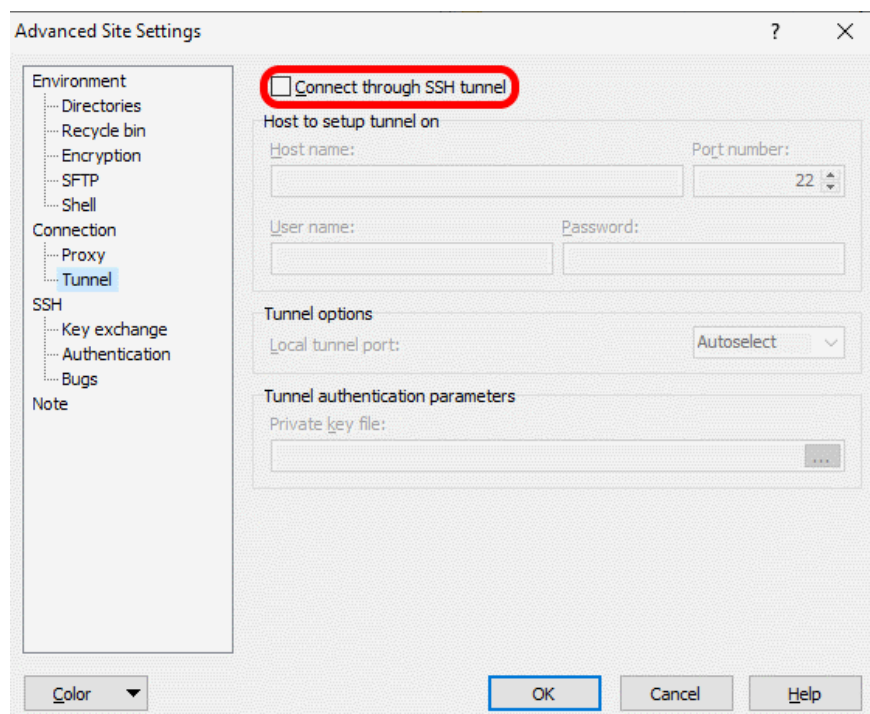 Advanced Site Settings
?
Environment
Directories
Recycle bin
Encryption
SFTP
Shell
Connection
Proxy
Tunnel
SSH
Key exchange
Authentication
Bugs
Note
Connect through SSH tunnel
Host to setup tunnel on
Host name:
Port number:
22
User name:
Password:
Tunnel options
Local tunnel port:
Autoselect
Tunnel authentication parameters
Private key file:
...
Color
OK
Cancel
Help